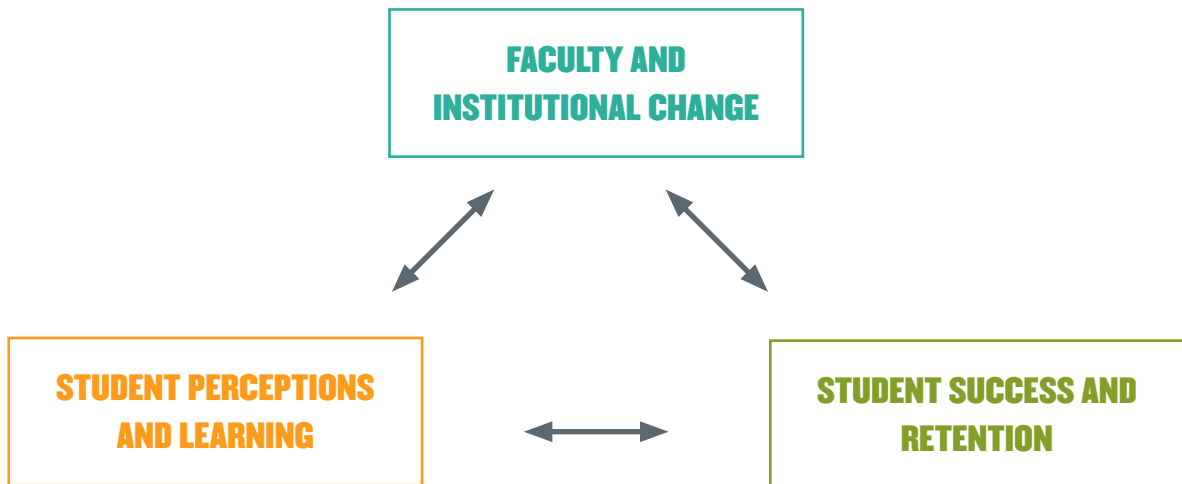 FACULTY AND
INSTITUTIONAL CHANGE
STUDENT PERCEPTIONS
AND LEARNING
STUDENT SUCCESS AND
RETENTION